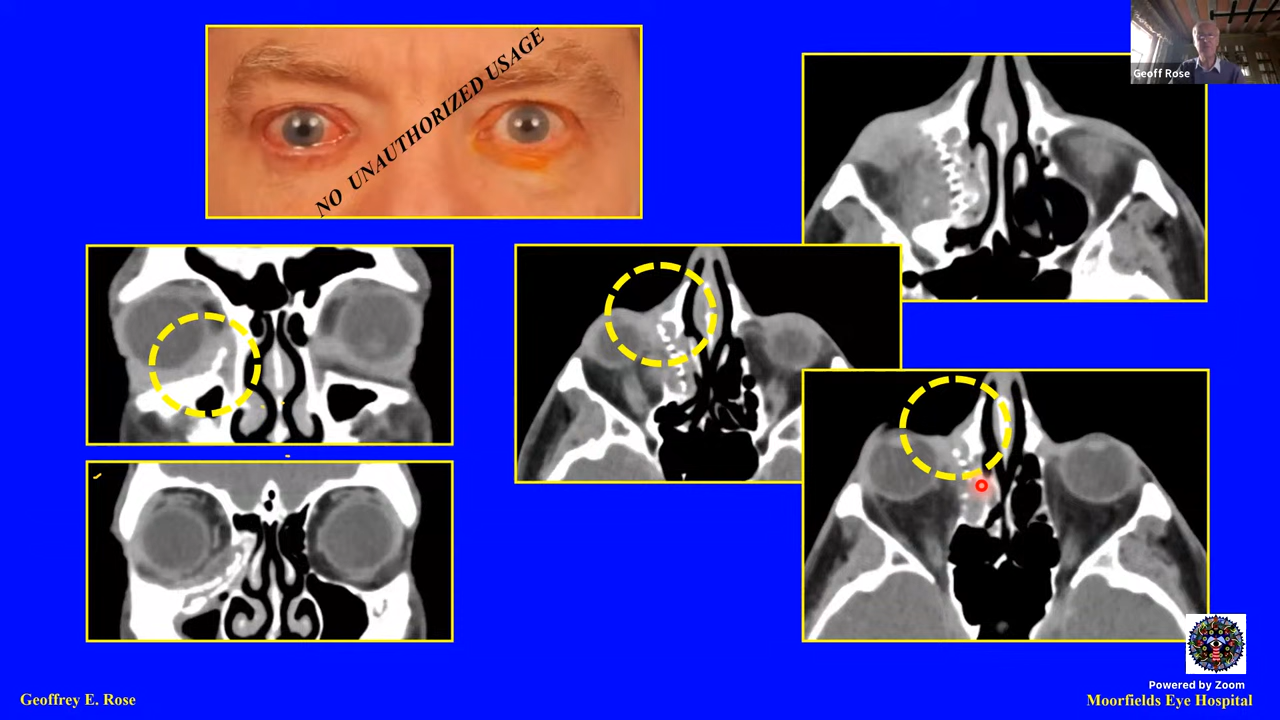 NO UNAUTHORIZED USAGE
Geoff Rose
Powered by Zoom
Geoffrey E. Rose
Moorfields Eye Hospital